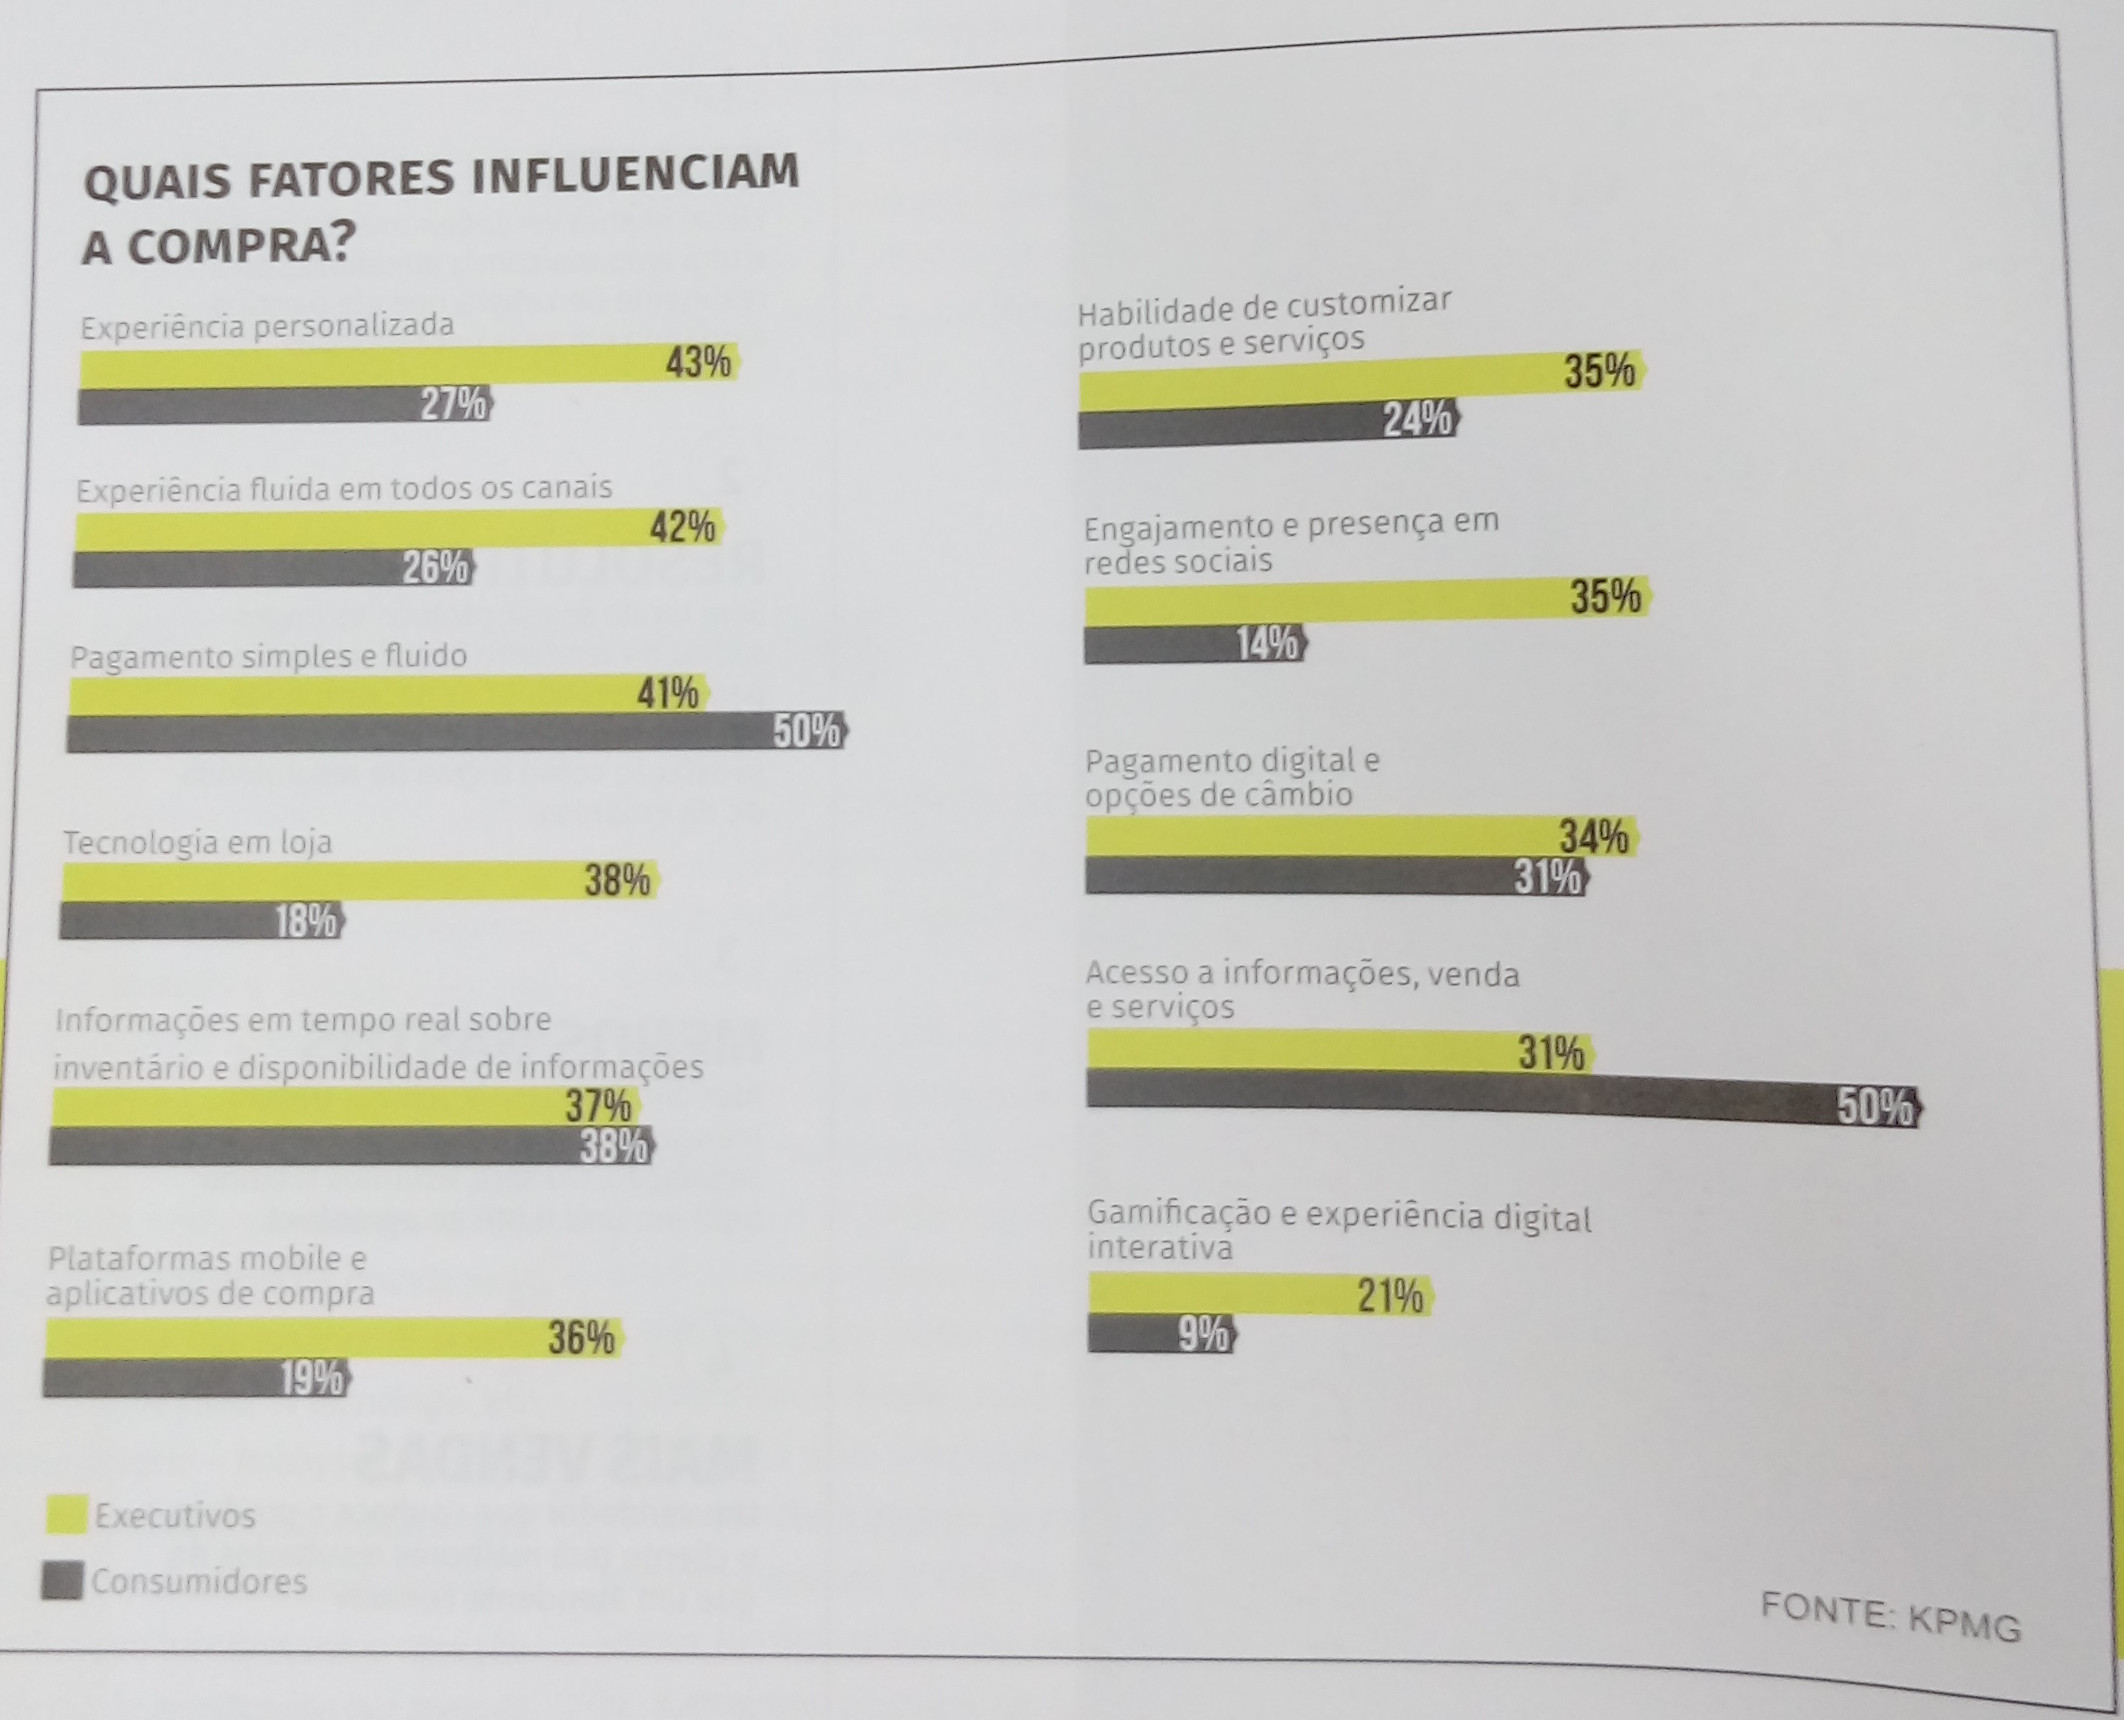 QUAIS FATORES INFLUENCIAM
A COMPRA?
Experiência personalizada
43%
27%
Experiência fluida em todos os canais
42%
26%
Pagamento simples e fluido
41%
50%
Tecnologia em loja
38%
18%
Informações em tempo real sobre
inventário e disponibilidade de informações
37%
38%
Plataformas mobile e
aplicativos de compra
36%
19%
Habilidade de customizar
produtos e serviços
35%
24%
Engajamento e presença em
redes sociais
35%
14%
Pagamento digital e
opções de câmbio
34%
31%
Acesso a informações, venda
e serviços
31%
50%
Gamificação e experiência digital
interativa
21%
9%
Executivos
Consumidores
FONTE: KPMG